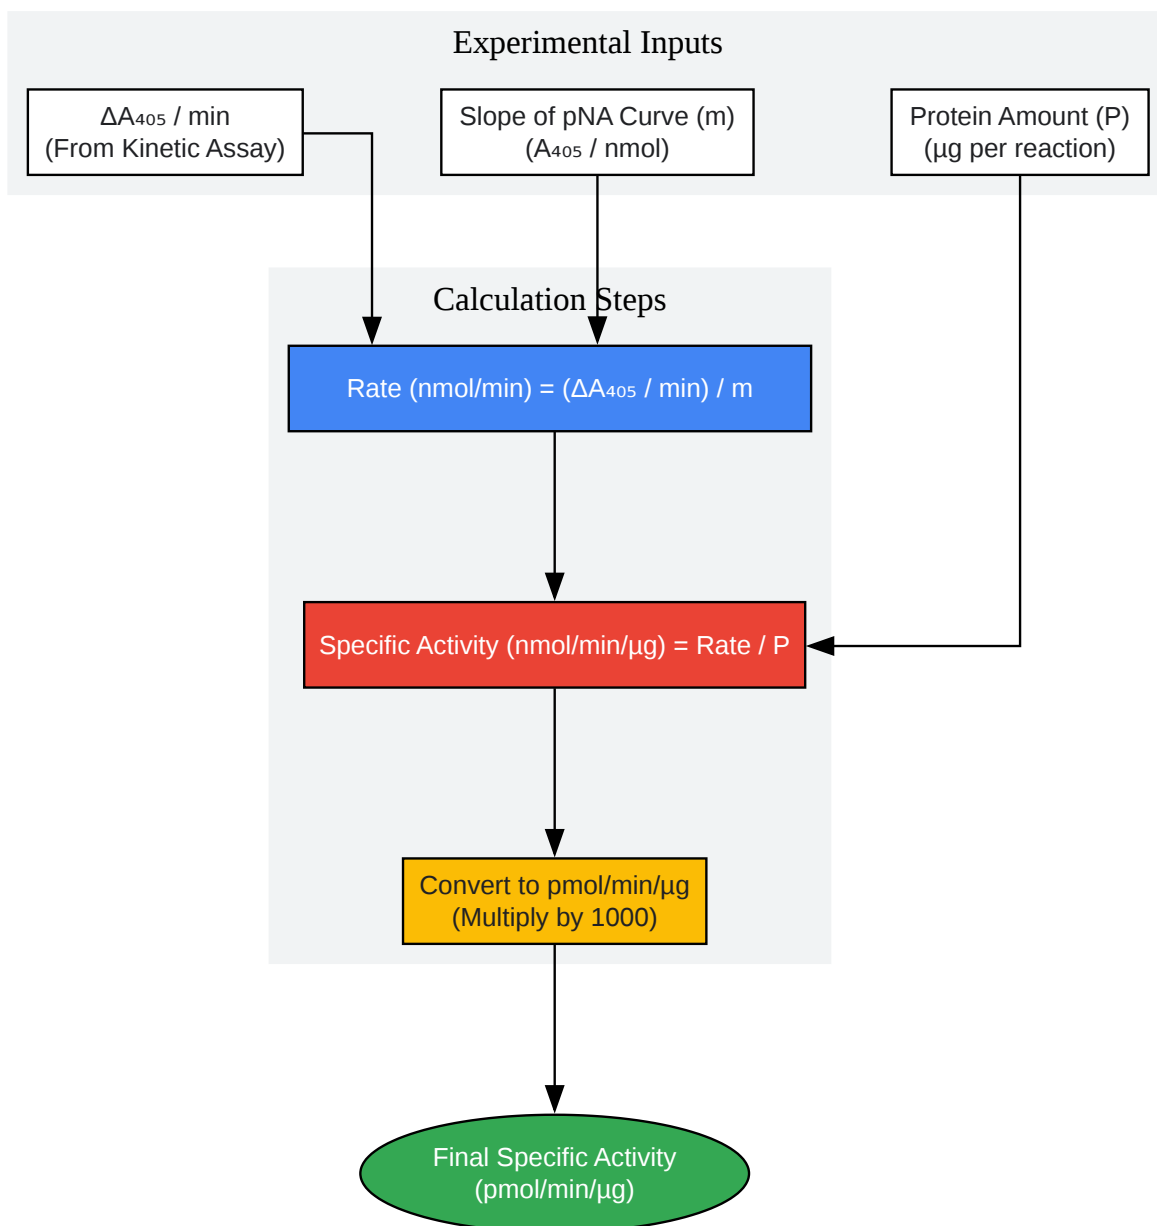 Experimental Inputs
ΔA₄₀₅ / min
(From Kinetic Assay)
Slope of pNA Curve (m)
(A₄₀₅ / nmol)
Protein Amount (P)
(µg per reaction)
Calculation Steps
Rate (nmol/min) = (ΔA₄₀₅ / min) / m
Specific Activity (nmol/min/µg) = Rate / P
Convert to pmol/min/µg
(Multiply by 1000)
Final Specific Activity
(pmol/min/µg)